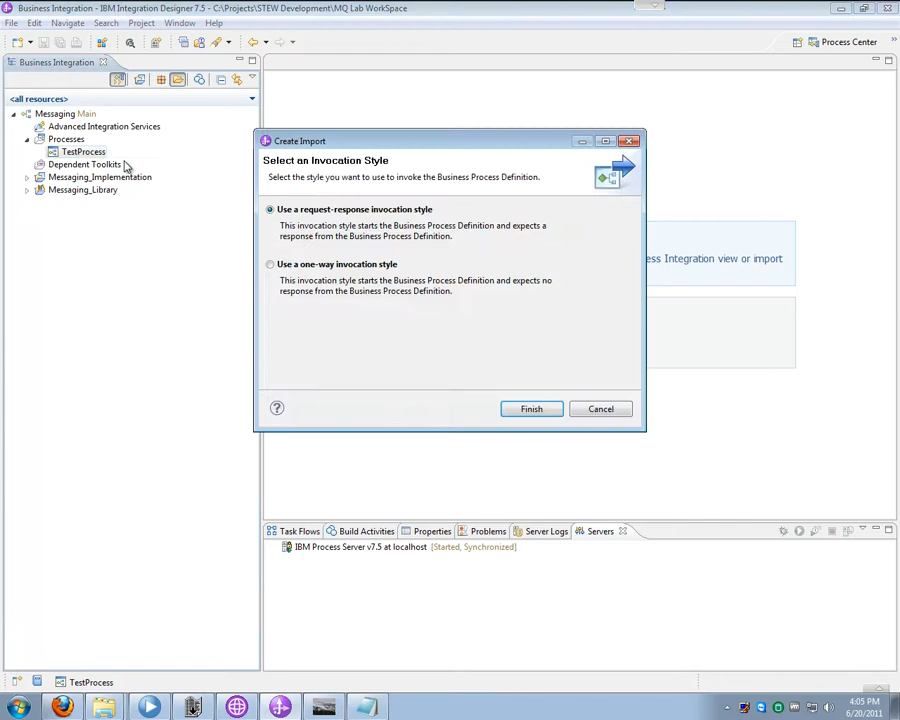 Business Integration - IBM Integration Designer 7.5 - C:\Projects\STEW Development\MQ Lab WorkSpace
File Edit Navigate Search Project Window Help
Process Center
Business Integration
<all resources>
Messaging Main
Advanced Integration Services
Processes
TestProcess
Dependent Toolkits
Messaging_Implementation
Messaging_Library
Create Import
Select an Invocation Style
Select the style you want to use to invoke the Business Process Definition.
Use a request-response invocation style
This invocation style starts the Business Process Definition and expects a
response from the Business Process Definition.
Use a one-way invocation style
This invocation style starts the Business Process Definition and expects no
response from the Business Process Definition.
? Finish Cancel
ess Integration view or import
Task Flows Build Activities Properties Problems Server Logs Servers
IBM Process Server v7.5 at localhost [Started, Synchronized]
TestProcess
4:05 PM
6/20/2011